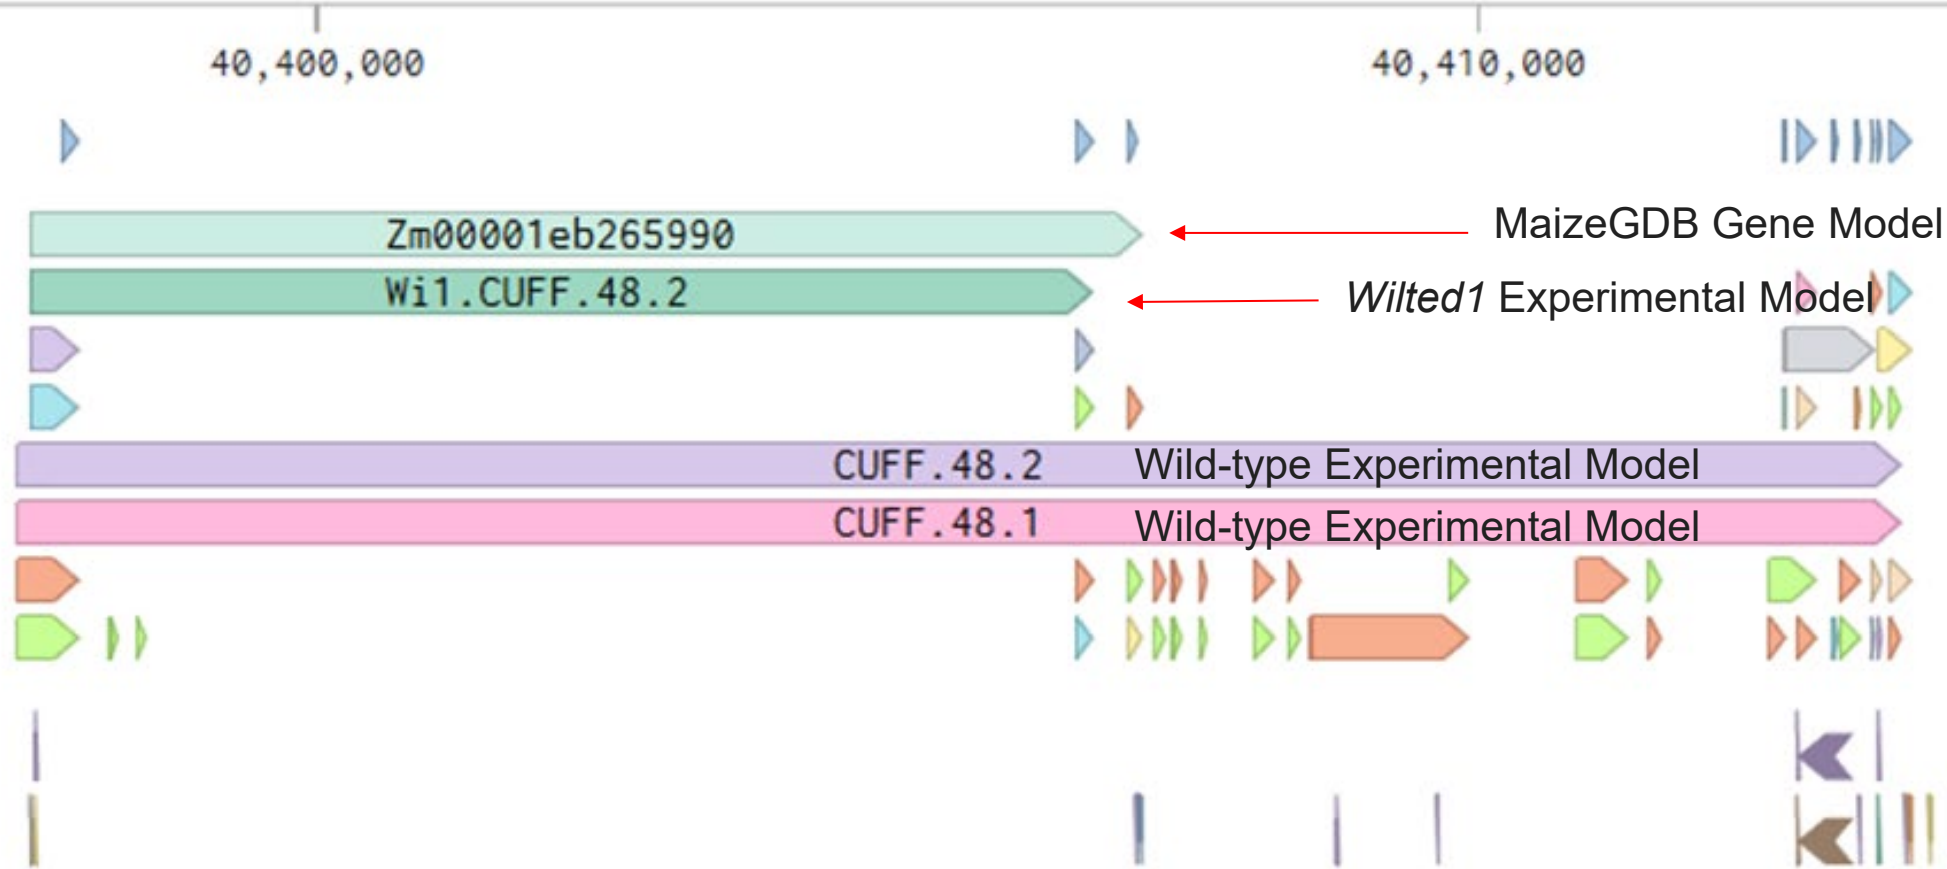 40,400,000 40,410,000
Zm00001eb265990 MaizeGDB Gene Model
Wi1.CUFF.48.2 Wilted1 Experimental Model
CUFF.48.2 Wild-type Experimental Model
CUFF.48.1 Wild-type Experimental Model